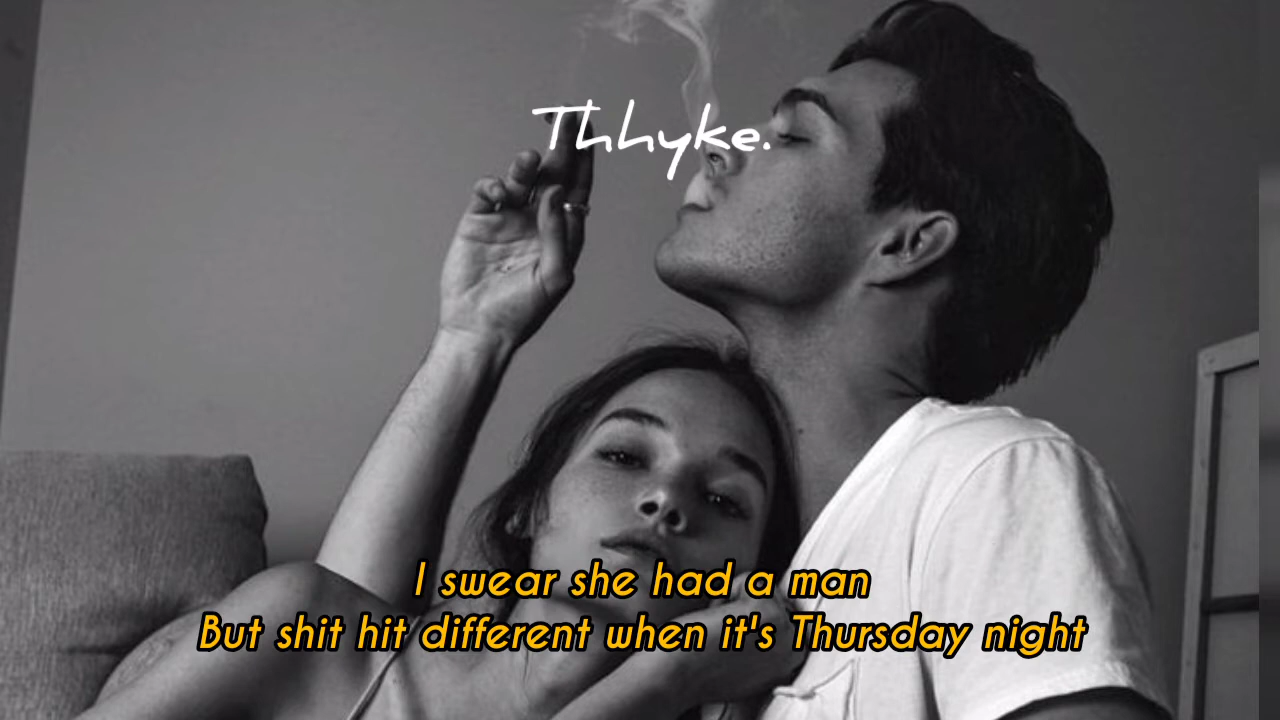 Thhyke.
I swear she had a man
But shit hit different when it's Thursday night